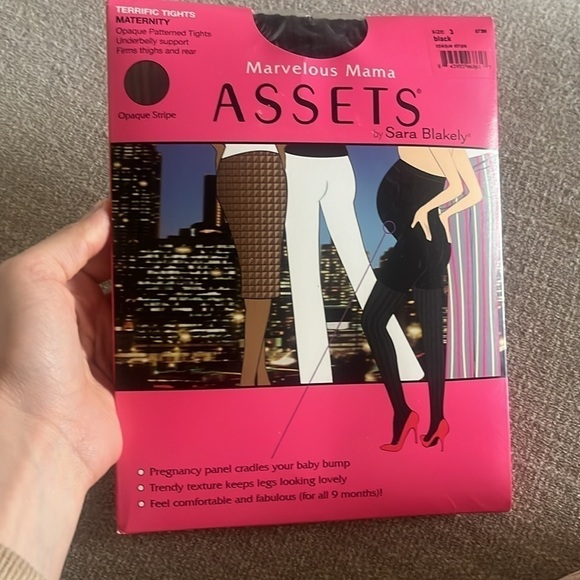 TERRIFIC TIGHTS
MATERNITY
Opaque Patterned Tights
Underbelly support
Firms thighs and rear
Opaque Stripe
size: 3
black
Marvelous Mama
ASSETS®
by Sara Blakely®
Pregnancy panel cradles your baby bump
Trendy texture keeps legs looking lovely
Feel comfortable and fabulous (for all 9 months)!